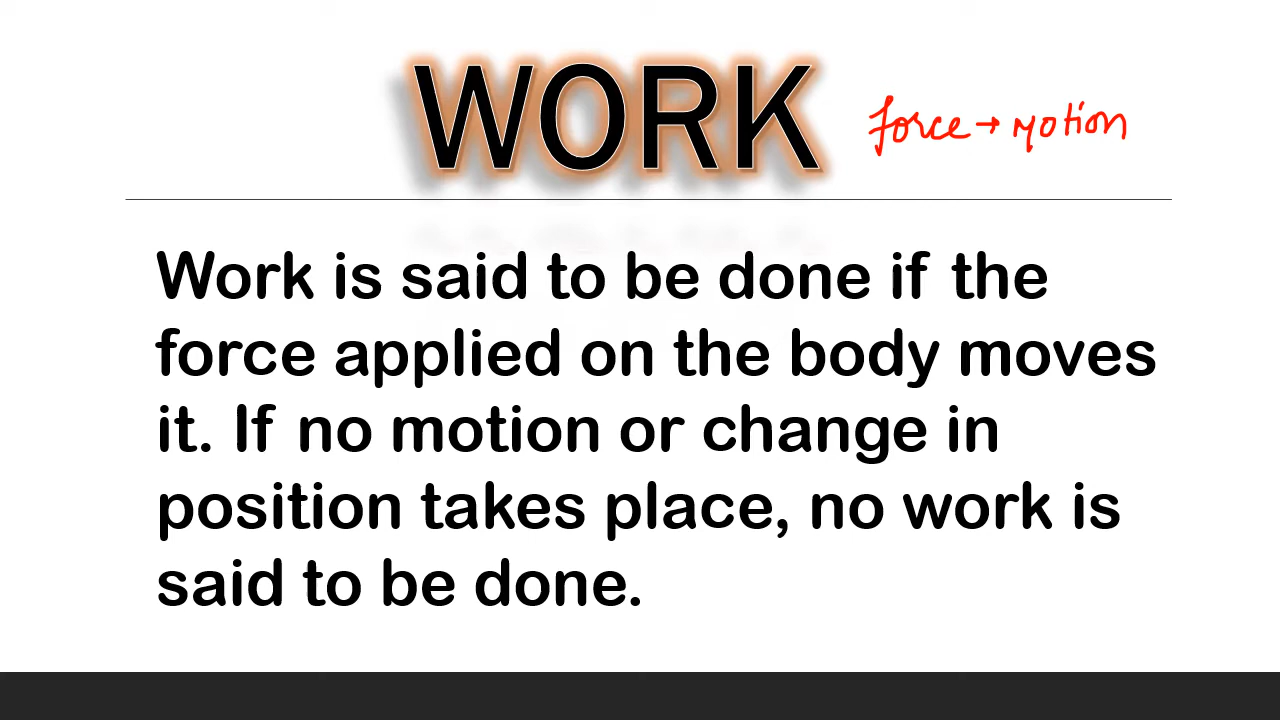 WORK
force → motion
Work is said to be done if the
force applied on the body moves
it. If no motion or change in
position takes place, no work is
said to be done.